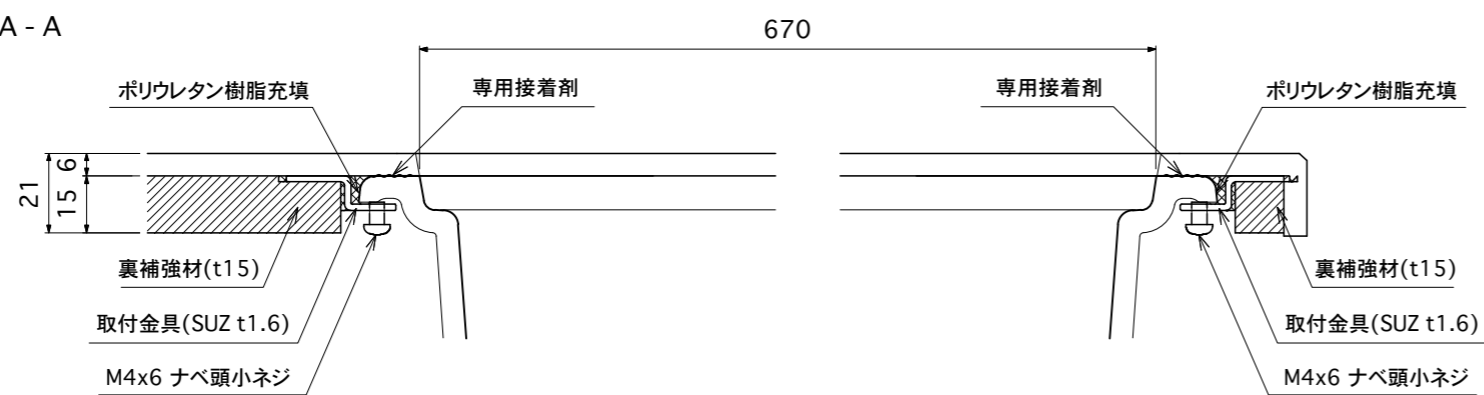 A - A
670
ポリウレタン樹脂充填
専用接着剤
専用接着剤
ポリウレタン樹脂充填
21
6
15
裏補強材(t15)
裏補強材(t15)
取付金具(SUZ t1.6)
取付金具(SUZ t1.6)
M4x6 ナベ頭小ネジ
M4x6 ナベ頭小ネジ